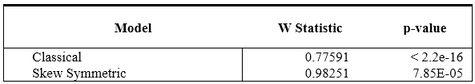 Model W Statistic p-value
Classical 0.77591 < 2.2e-16
Skew Symmetric 0.98251 7.85E-05